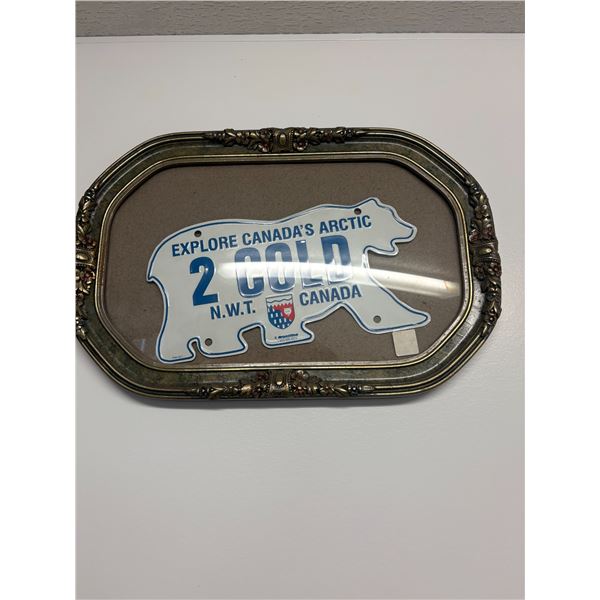 EXPLORE CANADA'S ARCTIC
2 COLD
N.W.T. CANADA